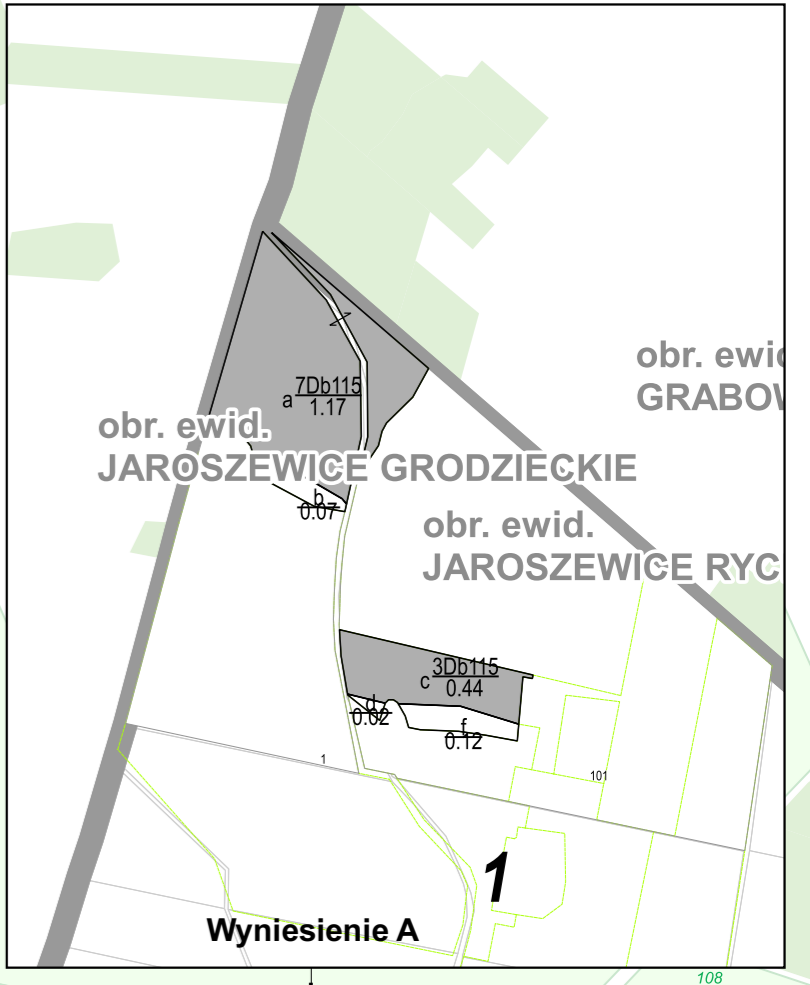 obr. ewid.
GRABOW
7Db115
a 1.17
obr. ewid.
JAROSZEWICE GRODZIECKIE
b
0.07
obr. ewid.
JAROSZEWICE RYC
3Db115
c 0.44
d
0.02
f
0.12
1
101
1
Wyniesienie A
108